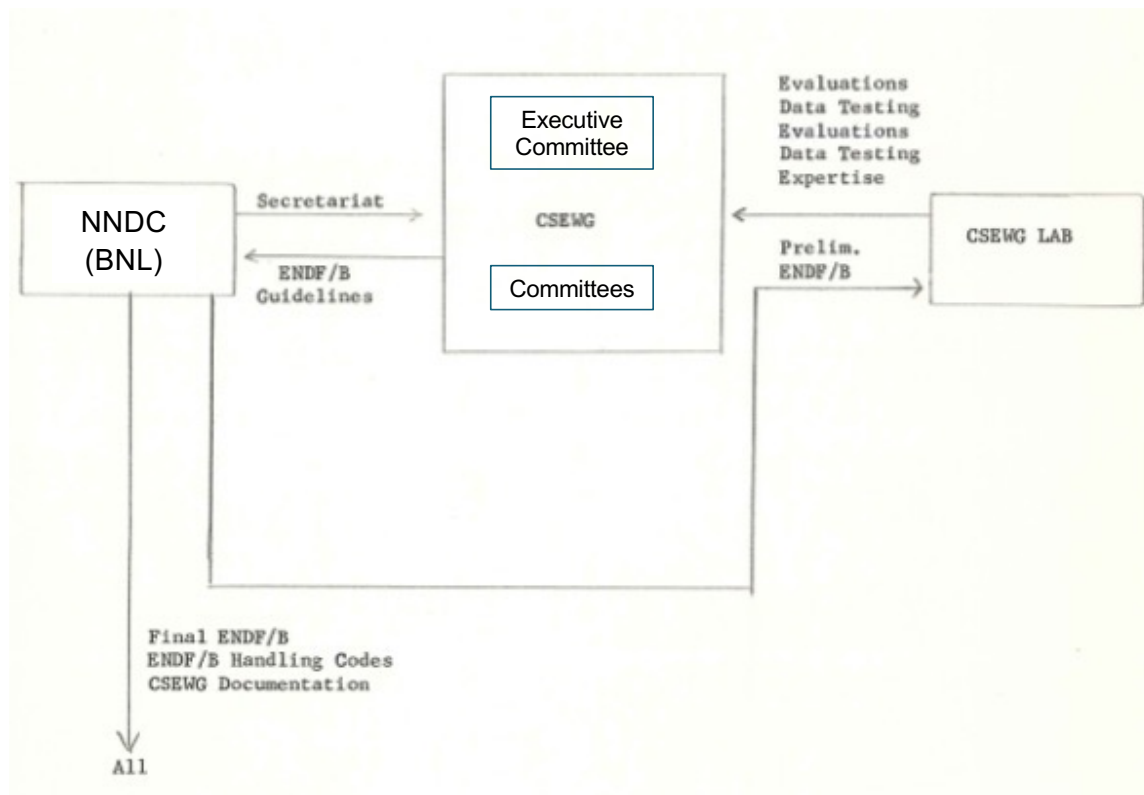 Executive
Committee
Evaluations
Data Testing
Evaluations
Data Testing
Expertise
NNDC
(BNL)
Secretariat
CSEWG
CSEWG LAB
ENDF/B
Guidelines
Committees
Prelim.
ENDF/B
Final ENDF/B
ENDF/B Handling Codes
CSEWG Documentation
All